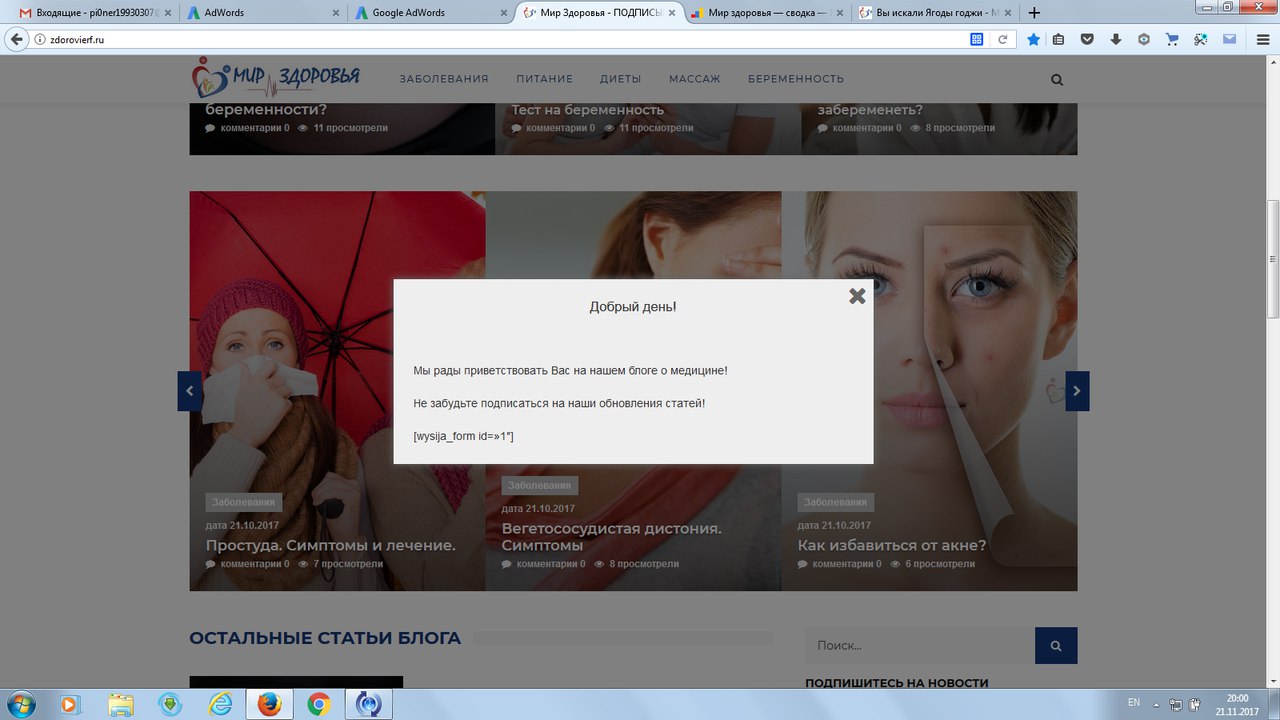 Входящие - pi0ner19930307@
AdWords
Google AdWords
Мир Здоровья - ПОДПИСЫ
Мир здоровья — сводка —
Вы искали Ягоды годжи - М
zdorovierf.ru
МИР ЗДОРОВЬЯ
ЗАБОЛЕВАНИЯ ПИТАНИЕ ДИЕТЫ МАССАЖ БЕРЕМЕННОСТЬ
беременности?
комментарии 0 11 просмотрели
Тест на беременность
комментарии 0 11 просмотрели
забеременеть?
комментарии 0 8 просмотрели
Добрый день!
Мы рады приветствовать Вас на нашем блоге о медицине!
Не забудьте подписаться на наши обновления статей!
[wysija_form id=»1"]
Заболевания
дата 21.10.2017
Простуда. Симптомы и лечение.
комментарии 0 7 просмотрели
Заболевания
дата 21.10.2017
Вегетососудистая дистония.
Симптомы
комментарии 0 8 просмотрели
Заболевания
дата 21.10.2017
Как избавиться от акне?
комментарии 0 6 просмотрели
ОСТАЛЬНЫЕ СТАТЬИ БЛОГА
Поиск...
ПОДПИШИТЕСЬ НА НОВОСТИ
EN
20:00
21.11.2017